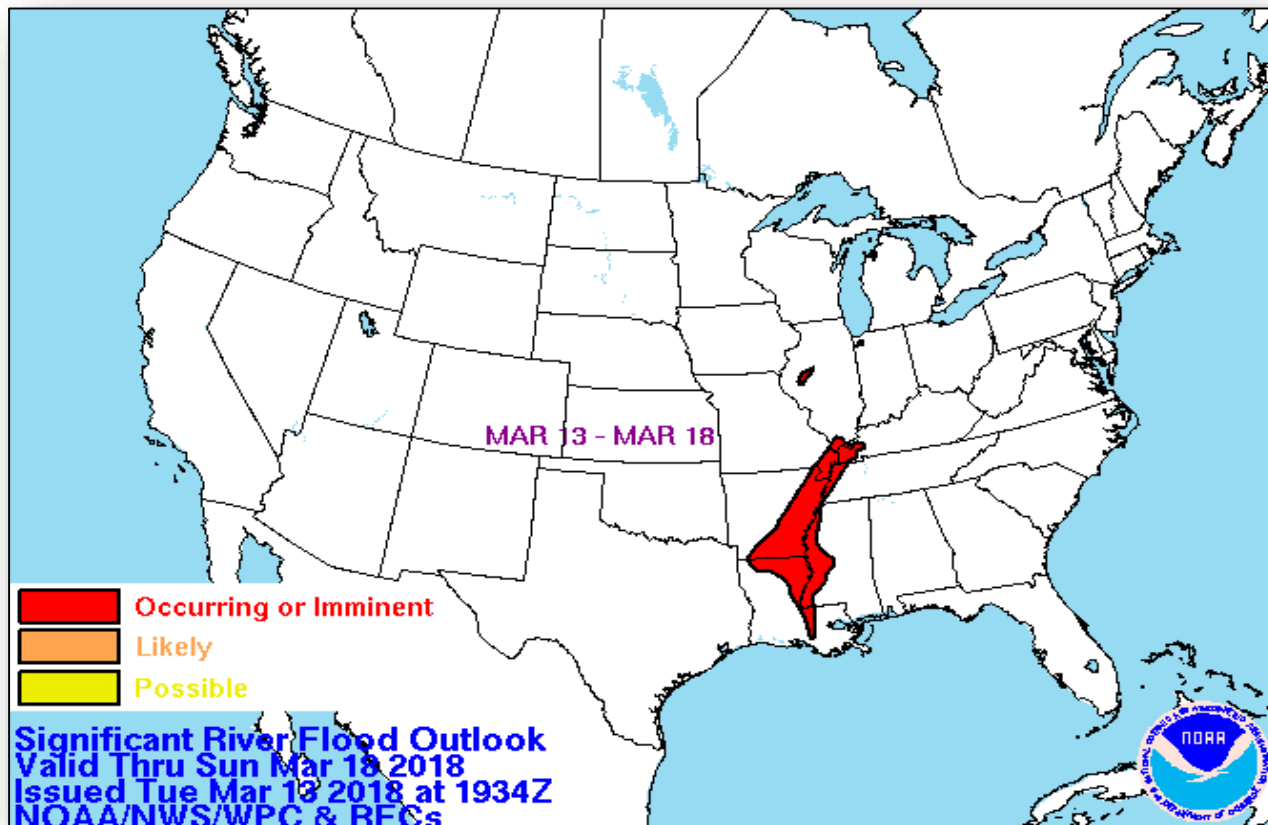 MAR 13 - MAR 18
Occurring or Imminent
Likely
Possible
Significant River Flood Outlook
Valid Thru Sun Mar 18 2018
Issued Tue Mar 13 2018 at 1934Z
NOAA/NWS/WPC & RFCs
NOAA